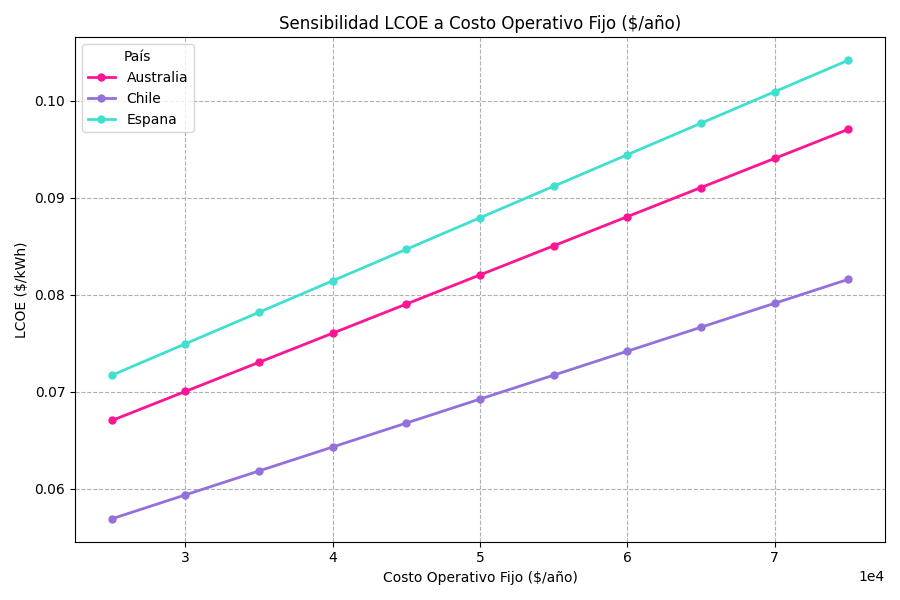 Sensibilidad LCOE a Costo Operativo Fijo ($/año)
País
Australia
Chile
Espana
LCOE ($/kWh)
0.10
0.09
0.08
0.07
0.06
3 4 5 6 7
Costo Operativo Fijo ($/año)
1e4